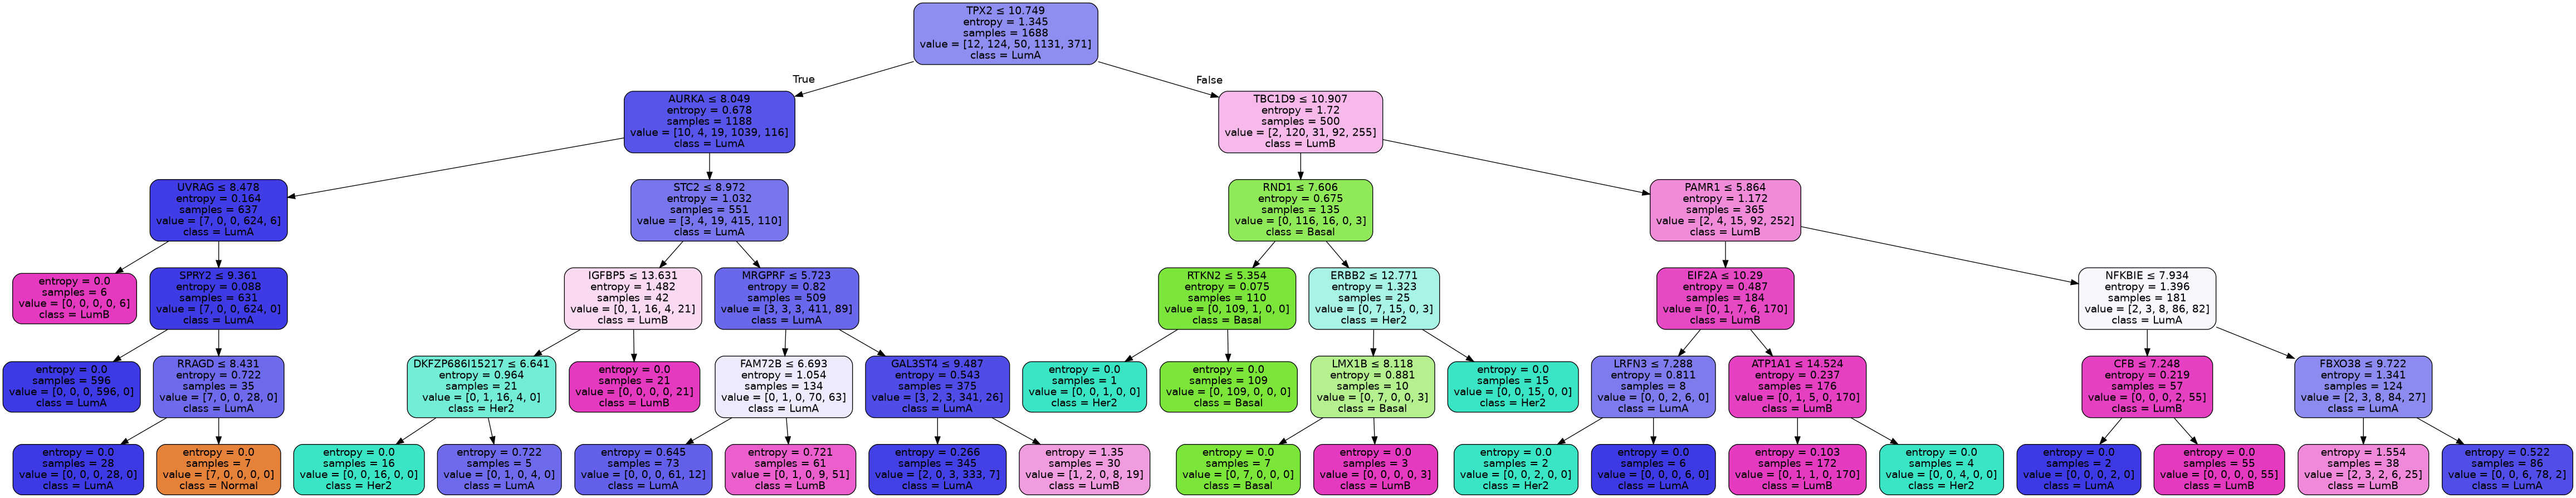 TPX2 ≤ 10.749
entropy = 1.345
samples = 1688
value = [12, 124, 50, 1131, 371]
class = LumA
True
False
AURKA ≤ 8.049
entropy = 0.678
samples = 1188
value = [10, 4, 19, 1039, 116]
class = LumA
TBC1D9 ≤ 10.907
entropy = 1.72
samples = 500
value = [2, 120, 31, 92, 255]
class = LumB
UVRAG ≤ 8.478
entropy = 0.164
samples = 637
value = [7, 0, 0, 624, 6]
class = LumA
STC2 ≤ 8.972
entropy = 1.032
samples = 551
value = [3, 4, 19, 415, 110]
class = LumA
RND1 ≤ 7.606
entropy = 0.675
samples = 135
value = [0, 116, 16, 0, 3]
class = Basal
PAMR1 ≤ 5.864
entropy = 1.172
samples = 365
value = [2, 4, 15, 92, 252]
class = LumB
entropy = 0.0
samples = 6
value = [0, 0, 0, 0, 6]
class = LumB
SPRY2 ≤ 9.361
entropy = 0.088
samples = 631
value = [7, 0, 0, 624, 0]
class = LumA
IGFBP5 ≤ 13.631
entropy = 1.482
samples = 42
value = [0, 1, 16, 4, 21]
class = LumB
MRGPRF ≤ 5.723
entropy = 0.82
samples = 509
value = [3, 3, 3, 411, 89]
class = LumA
RTKN2 ≤ 5.354
entropy = 0.075
samples = 110
value = [0, 109, 1, 0, 0]
class = Basal
ERBB2 ≤ 12.771
entropy = 1.323
samples = 25
value = [0, 7, 15, 0, 3]
class = Her2
EIF2A ≤ 10.29
entropy = 0.487
samples = 184
value = [0, 1, 7, 6, 170]
class = LumB
NFKBIE ≤ 7.934
entropy = 1.396
samples = 181
value = [2, 3, 8, 86, 82]
class = LumA
entropy = 0.0
samples = 596
value = [0, 0, 0, 596, 0]
class = LumA
RRAGD ≤ 8.431
entropy = 0.722
samples = 35
value = [7, 0, 0, 28, 0]
class = LumA
DKFZP686I15217 ≤ 6.641
entropy = 0.964
samples = 21
value = [0, 1, 16, 4, 0]
class = Her2
entropy = 0.0
samples = 21
value = [0, 0, 0, 0, 21]
class = LumB
FAM72B ≤ 6.693
entropy = 1.054
samples = 134
value = [0, 1, 0, 70, 63]
class = LumA
GAL3ST4 ≤ 9.487
entropy = 0.543
samples = 375
value = [3, 2, 3, 341, 26]
class = LumA
entropy = 0.0
samples = 1
value = [0, 0, 1, 0, 0]
class = Her2
entropy = 0.0
samples = 109
value = [0, 109, 0, 0, 0]
class = Basal
LMX1B ≤ 8.118
entropy = 0.881
samples = 10
value = [0, 7, 0, 0, 3]
class = Basal
entropy = 0.0
samples = 15
value = [0, 0, 15, 0, 0]
class = Her2
LRFN3 ≤ 7.288
entropy = 0.811
samples = 8
value = [0, 0, 2, 6, 0]
class = LumA
ATP1A1 ≤ 14.524
entropy = 0.237
samples = 176
value = [0, 1, 5, 0, 170]
class = LumB
CFB ≤ 7.248
entropy = 0.219
samples = 57
value = [0, 0, 0, 2, 55]
class = LumB
FBXO38 ≤ 9.722
entropy = 1.341
samples = 124
value = [2, 3, 8, 84, 27]
class = LumA
entropy = 0.0
samples = 28
value = [0, 0, 0, 28, 0]
class = LumA
entropy = 0.0
samples = 7
value = [7, 0, 0, 0, 0]
class = Normal
entropy = 0.0
samples = 16
value = [0, 0, 16, 0, 0]
class = Her2
entropy = 0.722
samples = 5
value = [0, 1, 0, 4, 0]
class = LumA
entropy = 0.645
samples = 73
value = [0, 0, 0, 61, 12]
class = LumA
entropy = 0.721
samples = 61
value = [0, 1, 0, 9, 51]
class = LumB
entropy = 0.266
samples = 345
value = [2, 0, 3, 333, 7]
class = LumA
entropy = 1.35
samples = 30
value = [1, 2, 0, 8, 19]
class = LumB
entropy = 0.0
samples = 7
value = [0, 7, 0, 0, 0]
class = Basal
entropy = 0.0
samples = 3
value = [0, 0, 0, 0, 3]
class = LumB
entropy = 0.0
samples = 2
value = [0, 0, 2, 0, 0]
class = Her2
entropy = 0.0
samples = 6
value = [0, 0, 0, 6, 0]
class = LumA
entropy = 0.103
samples = 172
value = [0, 1, 1, 0, 170]
class = LumB
entropy = 0.0
samples = 4
value = [0, 0, 4, 0, 0]
class = Her2
entropy = 0.0
samples = 2
value = [0, 0, 0, 2, 0]
class = LumA
entropy = 0.0
samples = 55
value = [0, 0, 0, 0, 55]
class = LumB
entropy = 1.554
samples = 38
value = [2, 3, 2, 6, 25]
class = LumB
entropy = 0.522
samples = 86
value = [0, 0, 6, 78, 2]
class = LumA